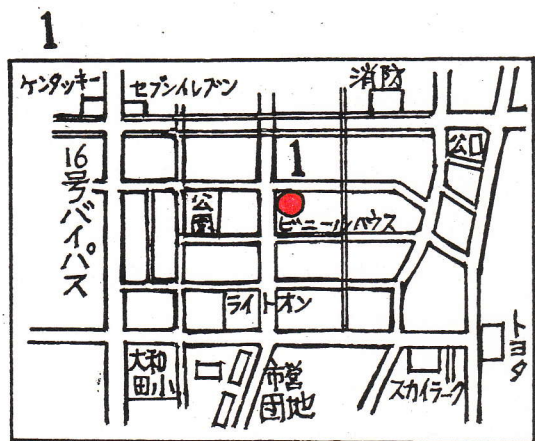 1
ケンタッキー
セブンイレブン
消防
16号バイパス
1
公園
ビニールハウス
ライトオン
大和
田小
市営
団地
スカイラーク
トヨタ